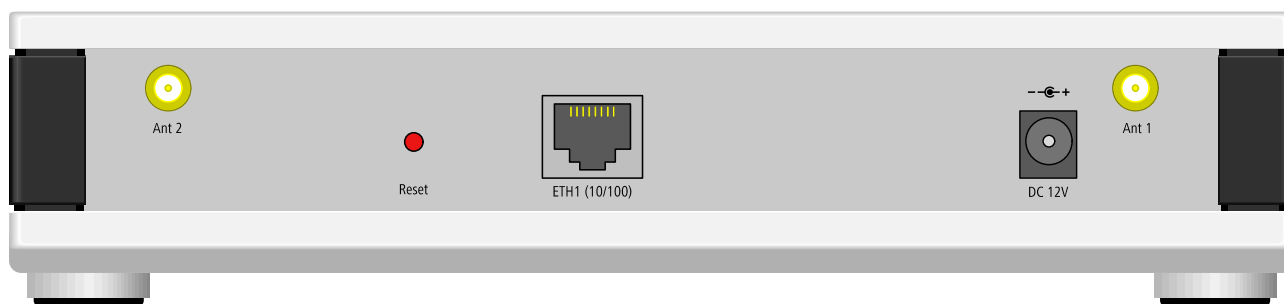 Ant 2
Reset
ETH1 (10/100)
- +
DC 12V
Ant 1